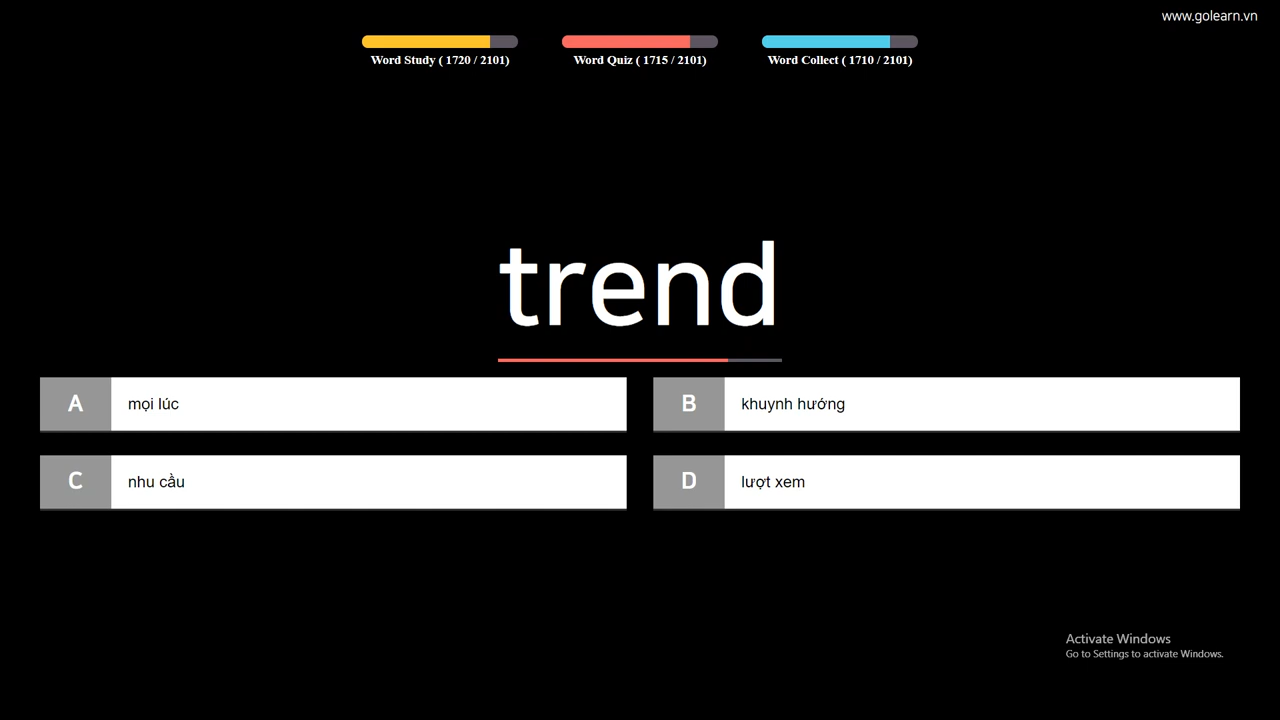 www.golearn.vn
Word Study ( 1720 / 2101)
Word Quiz ( 1715 / 2101)
Word Collect ( 1710 / 2101)
trend
A mọi lúc
B khuynh hướng
C nhu cầu
D lượt xem
Activate Windows
Go to Settings to activate Windows.